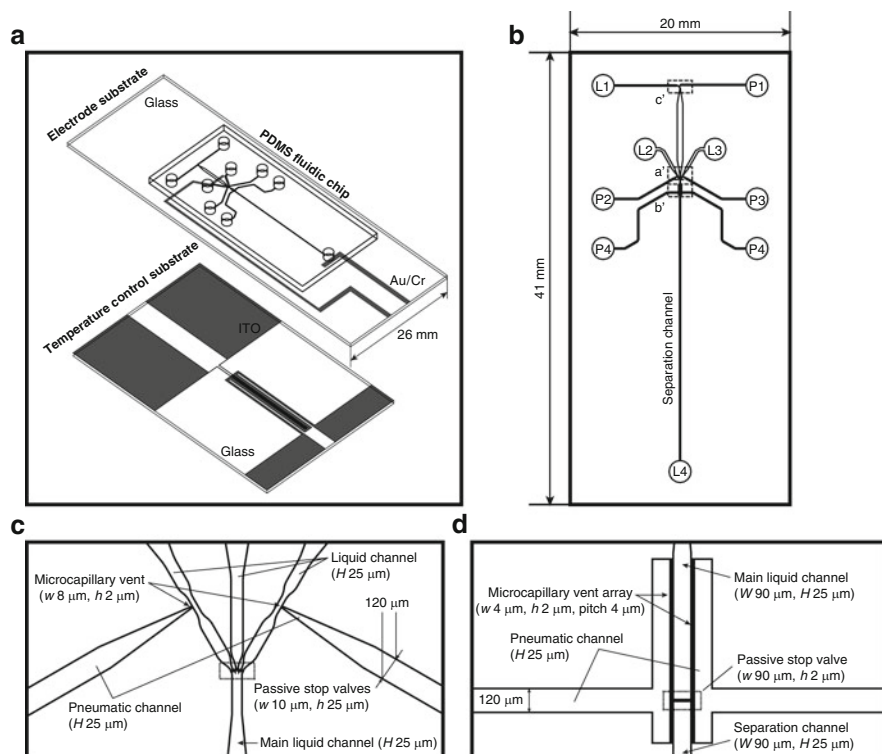 a
Electrode substrate
Glass
PDMS fluidic chip
Au/Cr
26 mm
Temperature control substrate
ITO
Glass
b
20 mm
41 mm
L1
P1
c'
L2
L3
a'
P2
P3
b'
P4
P4
Separation channel
L4
c
Microcapillary vent
(w 8 μm, h 2 μm)
Liquid channel
(H 25 μm)
120 μm
Pneumatic channel
(H 25 μm)
Passive stop valves
(w 10 μm, h 25 μm)
Main liquid channel (H 25 μm)
d
Main liquid channel
(W 90 μm, H 25 μm)
Microcapillary vent array
(w 4 μm, h 2 μm, pitch 4 μm)
Pneumatic channel
(H 25 μm)
Passive stop valve
(w 90 μm, h 2 μm)
120 μm
Separation channel
(W 90 μm, H 25 μm)